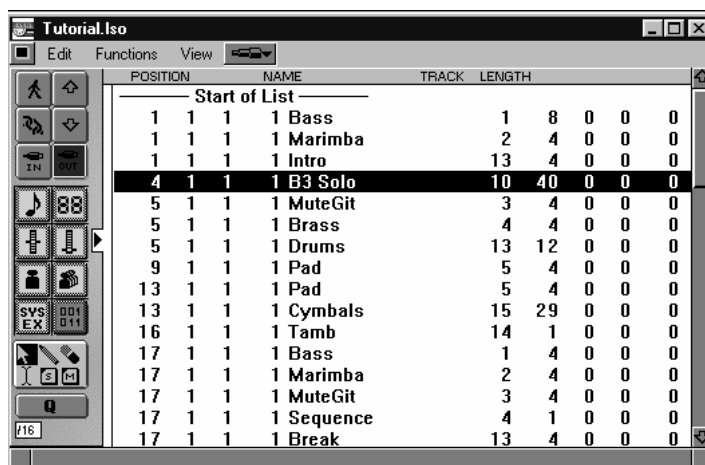 Tutorial.Iso
Edit Functions View
POSITION NAME TRACK LENGTH
Start of List
1 1 1 1 Bass 1 8 0 0 0
1 1 1 1 Marimba 2 4 0 0 0
1 1 1 1 Intro 13 4 0 0 0
4 1 1 1 B3 Solo 10 40 0 0 0
5 1 1 1 MuteGit 3 4 0 0 0
5 1 1 1 Brass 4 4 0 0 0
5 1 1 1 Drums 13 12 0 0 0
9 1 1 1 Pad 5 4 0 0 0
13 1 1 1 Pad 5 4 0 0 0
13 1 1 1 Cymbals 15 29 0 0 0
16 1 1 1 Tamb 14 1 0 0 0
17 1 1 1 Bass 1 4 0 0 0
17 1 1 1 Marimba 2 4 0 0 0
17 1 1 1 MuteGit 3 4 0 0 0
17 1 1 1 Sequence 4 1 0 0 0
17 1 1 1 Break 13 4 0 0 0
IN OUT
88
SYS EX 001 011
S M
Q
/16